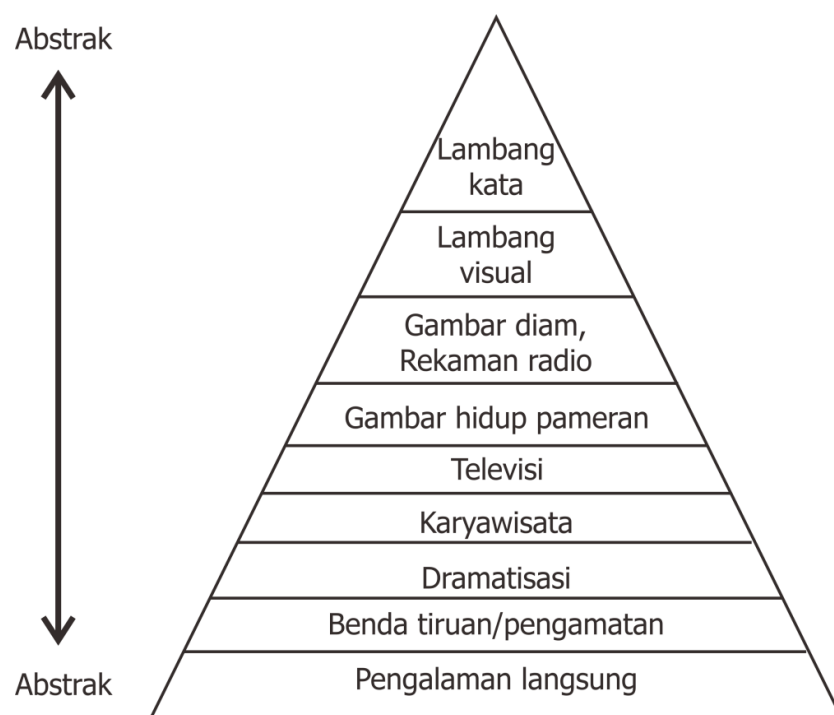 Abstrak
Lambang
kata
Lambang
visual
Gambar diam,
Rekaman radio
Gambar hidup pameran
Televisi
Karyawisata
Dramatisasi
Benda tiruan/pengamatan
Pengalaman langsung
Abstrak